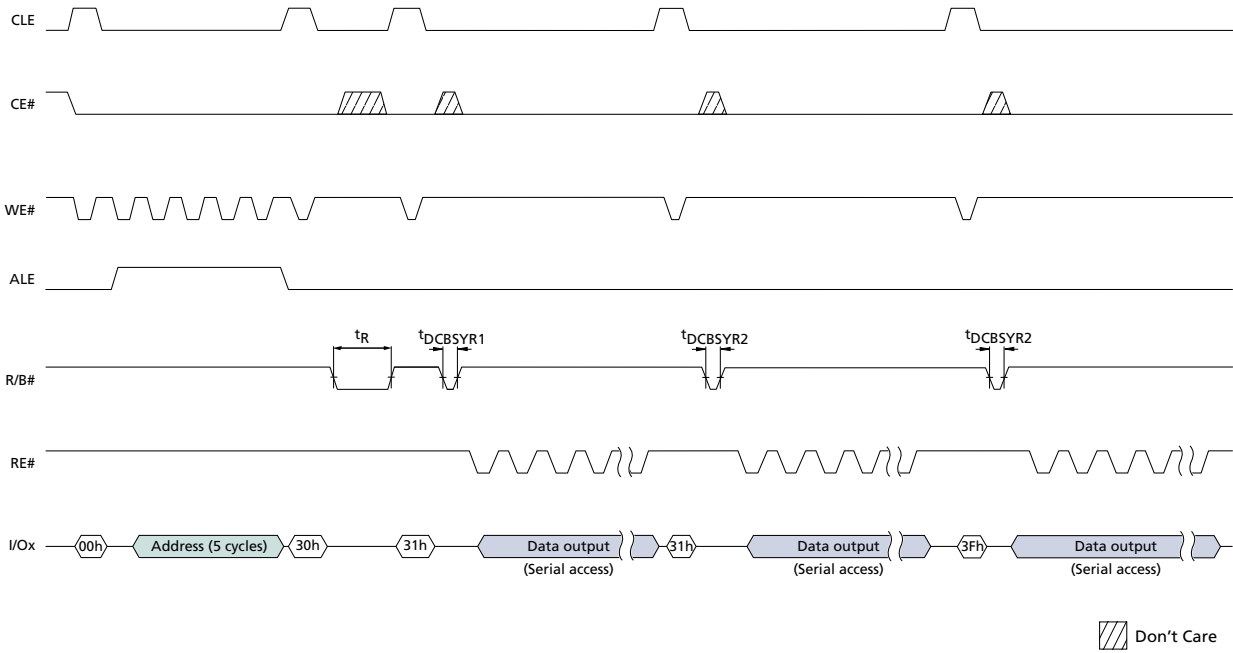 CLE
CE#
WE#
ALE
tR tDCBSYR1 tDCBSYR2 tDCBSYR2
R/B#
RE#
I/Ox 00h Address (5 cycles) 30h 31h Data output 31h Data output 3Fh Data output
(Serial access) (Serial access) (Serial access)
Don't Care